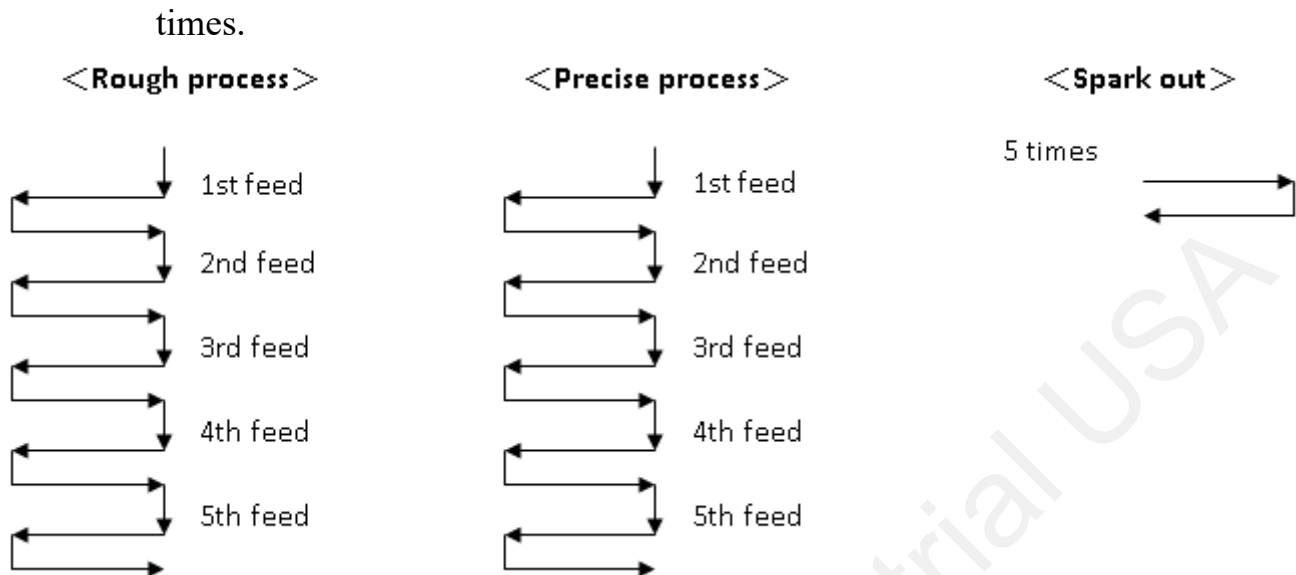 times.
<Rough process>
<Precise process>
<Spark out>
1st feed
2nd feed
3rd feed
4th feed
5th feed
1st feed
2nd feed
3rd feed
4th feed
5th feed
5 times
USA